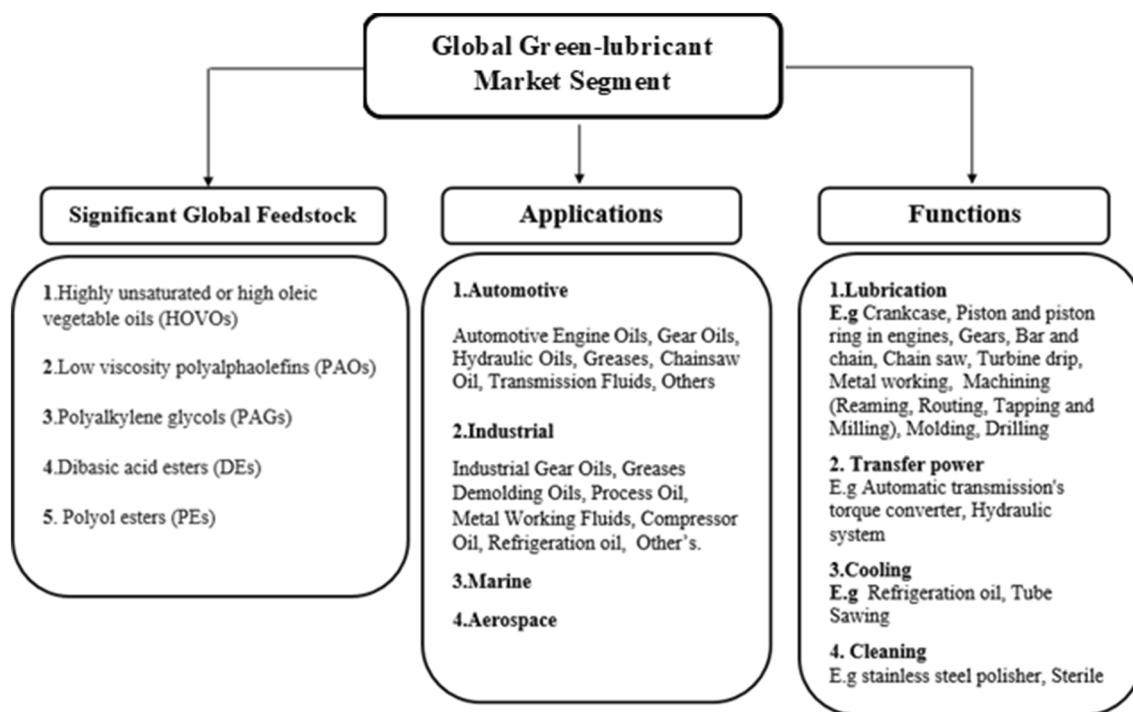 Global Green-lubricant
Market Segment
Significant Global Feedstock
1.Highly unsaturated or high oleic
vegetable oils (HOVOs)
2.Low viscosity polyalphaolefins (PAOs)
3.Polyalkylene glycols (PAGs)
4.Dibasic acid esters (DEs)
5. Polyol esters (PEs)
Applications
1.Automotive
Automotive Engine Oils, Gear Oils,
Hydraulic Oils, Greases, Chainsaw
Oil, Transmission Fluids, Others
2.Industrial
Industrial Gear Oils, Greases
Demolding Oils, Process Oil,
Metal Working Fluids, Compressor
Oil, Refrigeration oil, Other's.
3.Marine
4.Aerospace
Functions
1.Lubrication
E.g Crankcase, Piston and piston
ring in engines, Gears, Bar and
chain, Chain saw, Turbine drip,
Metal working, Machining
(Reaming, Routing, Tapping and
Milling), Molding, Drilling
2. Transfer power
E.g Automatic transmission's
torque converter, Hydraulic
system
3.Cooling
E.g Refrigeration oil, Tube
Sawing
4. Cleaning
E.g stainless steel polisher, Sterile